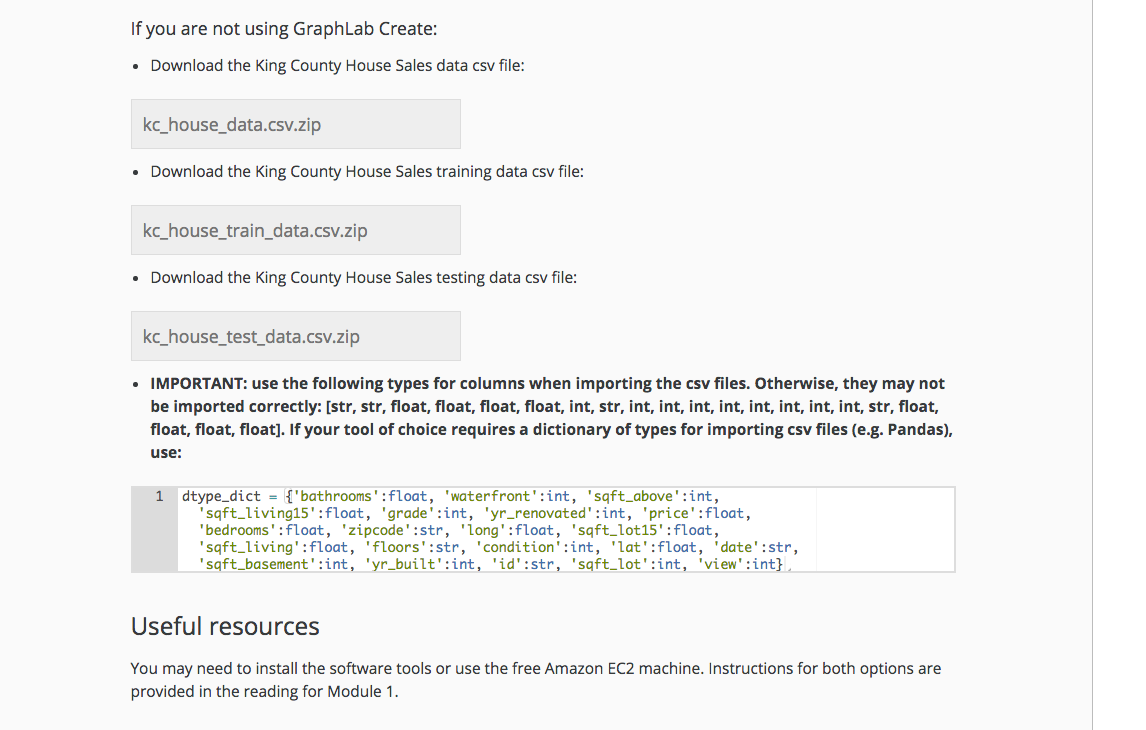 If you are not using GraphLab Create:
• Download the King County House Sales data csv file:
kc_house_data.csv.zip
• Download the King County House Sales training data csv file:
kc_house_train_data.csv.zip
• Download the King County House Sales testing data csv file:
kc_house_test_data.csv.zip
• IMPORTANT: use the following types for columns when importing the csv files. Otherwise, they may not
be imported correctly: [str, str, float, float, float, float, int, str, int, int, int, int, int, int, int, int, str, float,
float, float, float]. If your tool of choice requires a dictionary of types for importing csv files (e.g. Pandas),
use:
1 dtype_dict = {'bathrooms':float, 'waterfront':int, 'sqft_above':int,
'sqft_living15':float, 'grade':int, 'yr_renovated':int, 'price':float,
'bedrooms':float, 'zipcode':str, 'long':float, 'sqft_lot15':float,
'sqft_living':float, 'floors':str, 'condition':int, 'lat':float, 'date':str,
'sqft_basement':int, 'yr_built':int, 'id':str, 'sqft_lot':int, 'view':int}
Useful resources
You may need to install the software tools or use the free Amazon EC2 machine. Instructions for both options are
provided in the reading for Module 1.